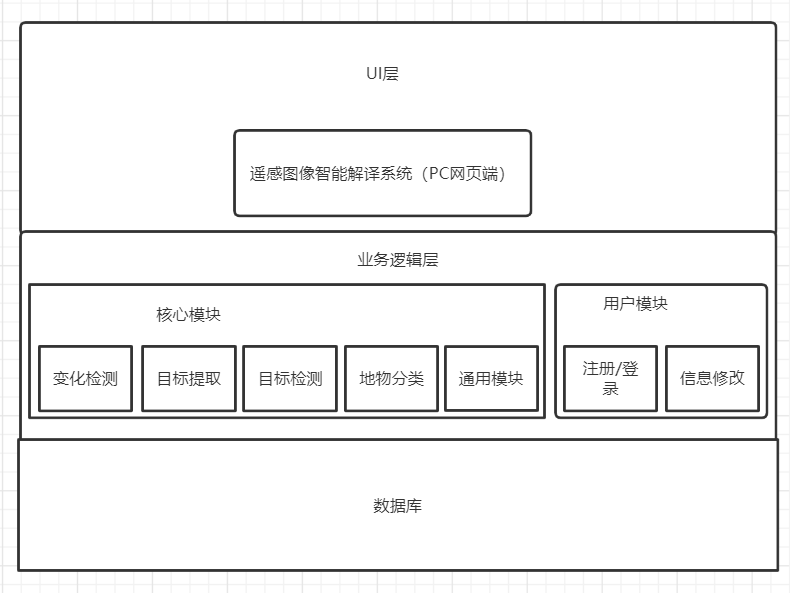 UI层
遥感图像智能解译系统（PC网页端）
业务逻辑层
核心模块
变化检测
目标提取
目标检测
地物分类
通用模块
用户模块
注册/登
录
信息修改
数据库